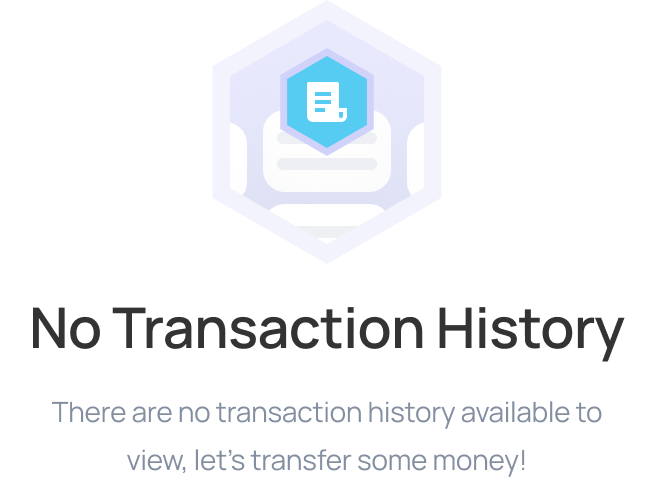 No Transaction History
There are no transaction history available to
view, let’s transfer some money!